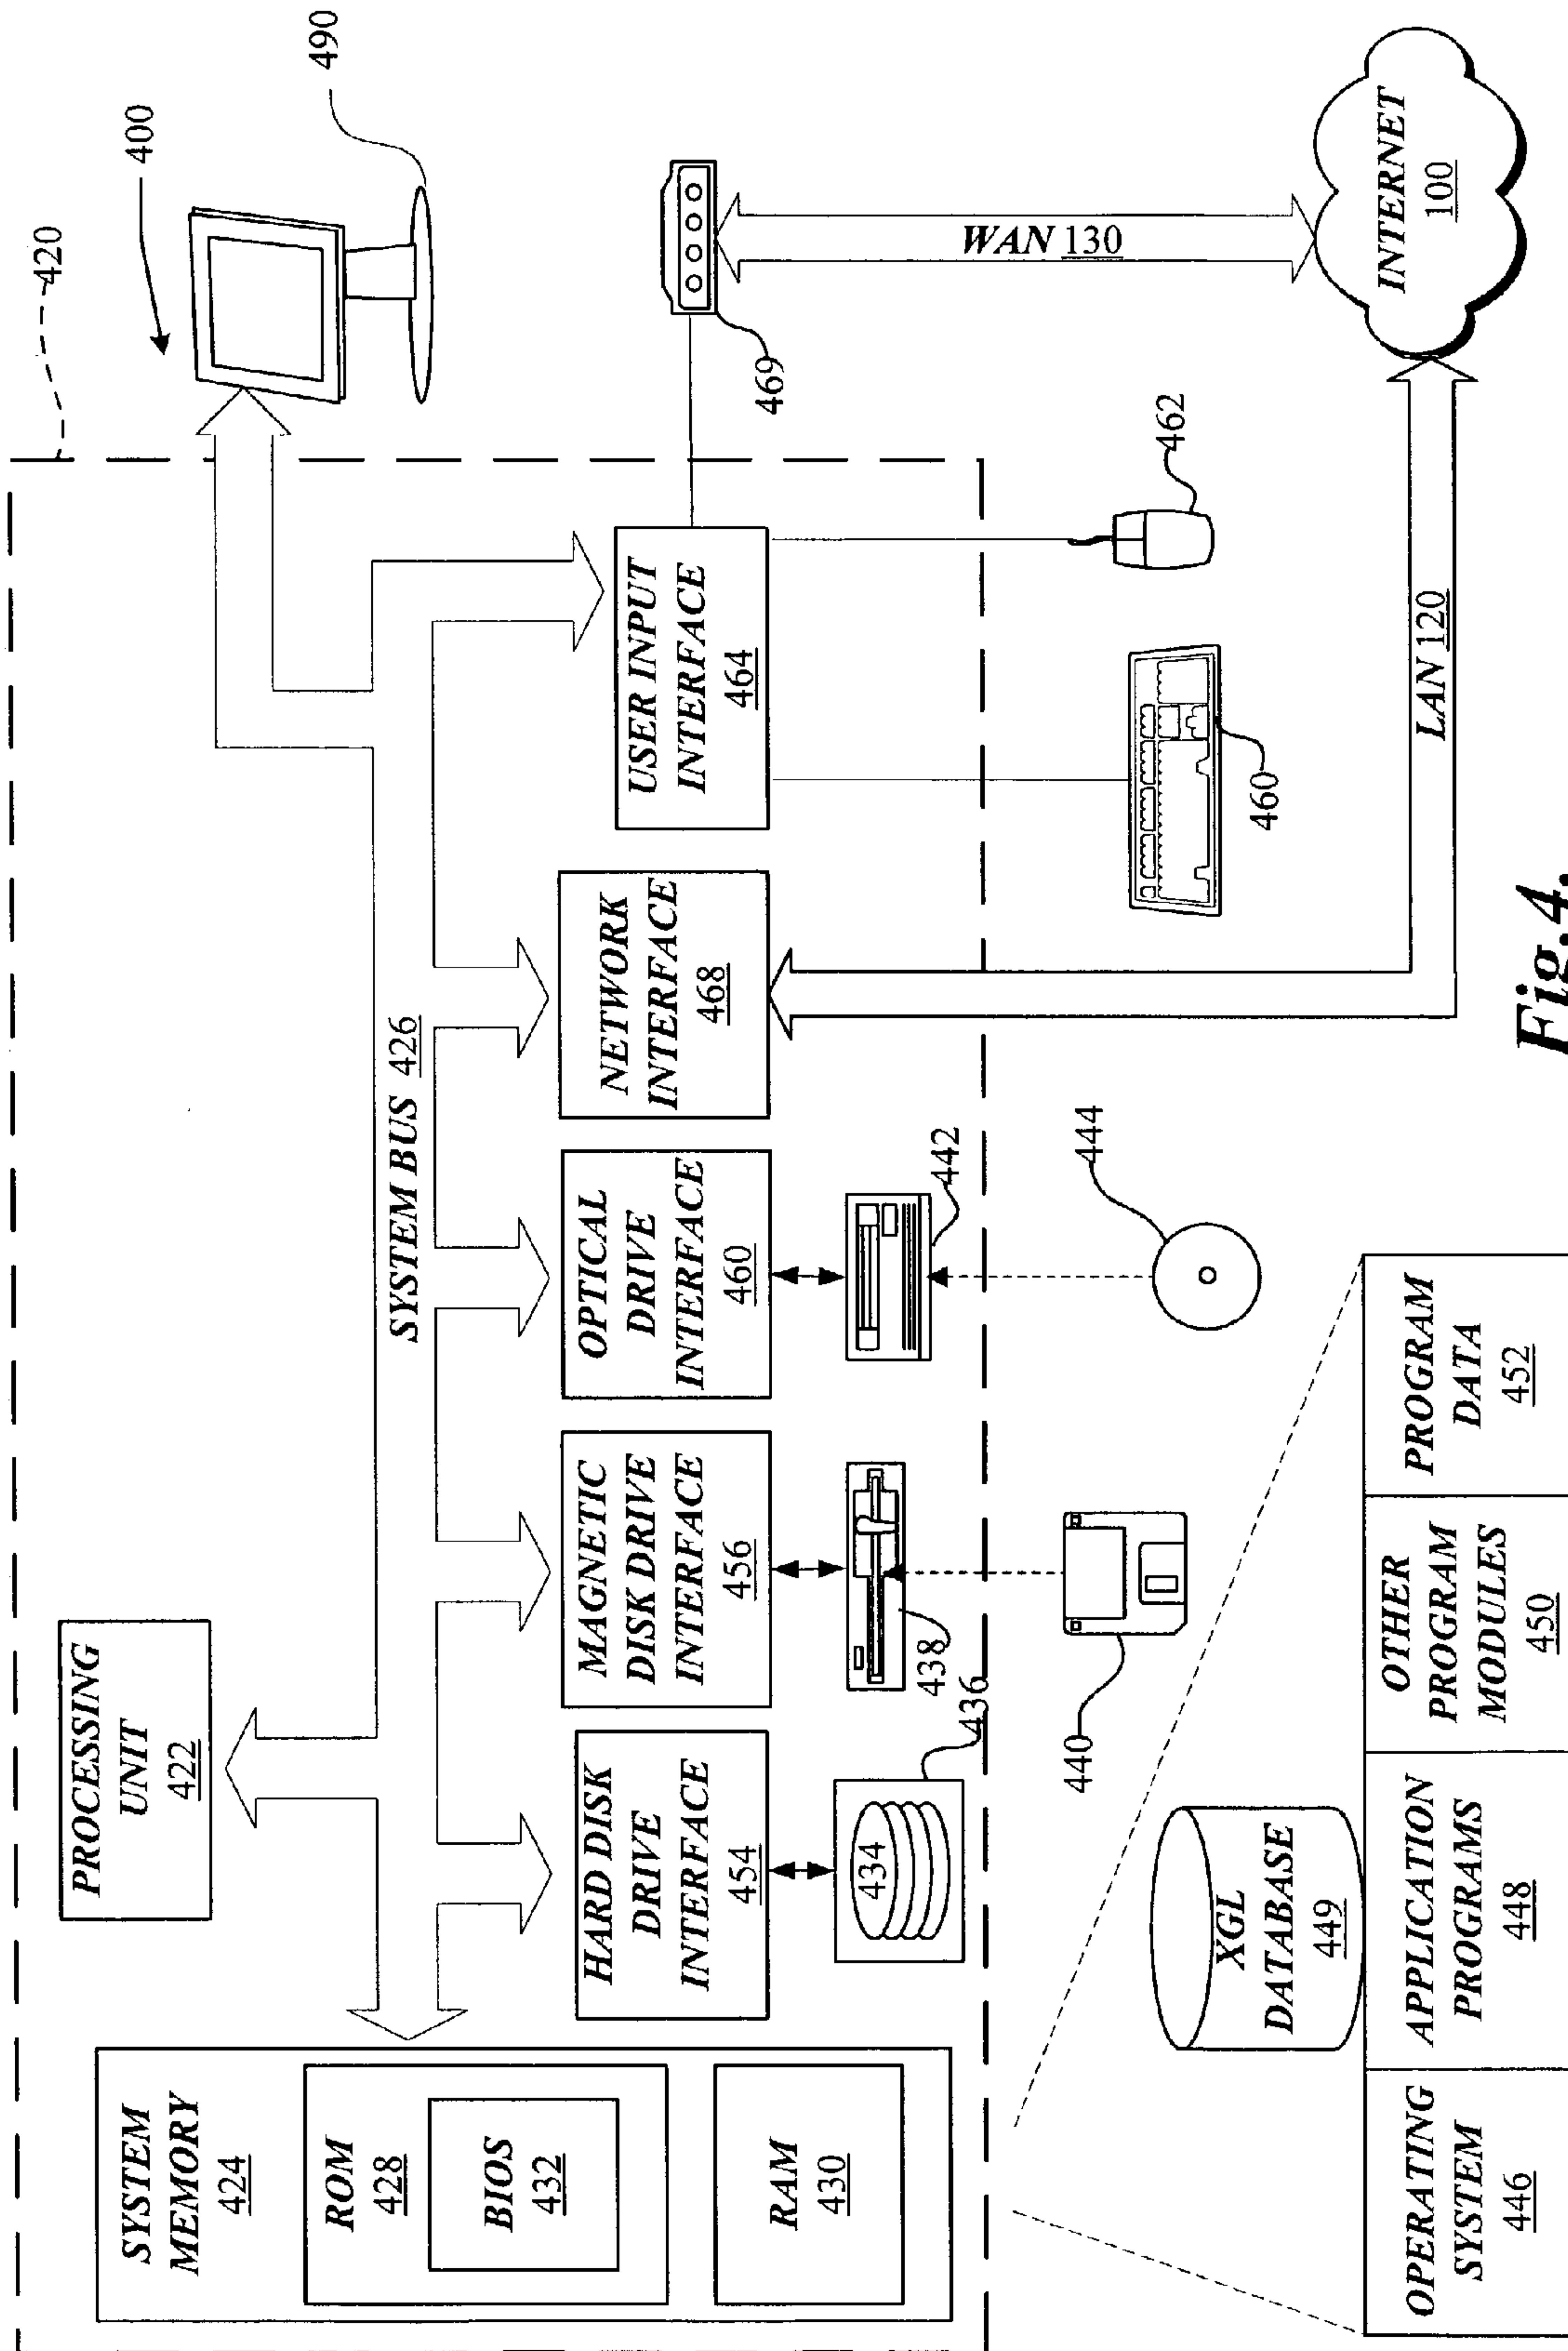 400
420
490
PROCESSING
UNIT
422
SYSTEM BUS 426
SYSTEM
MEMORY
424
ROM
428
BIOS
432
RAM
430
HARD DISK
DRIVE
INTERFACE
454
MAGNETIC
DISK DRIVE
INTERFACE
456
OPTICAL
DRIVE
INTERFACE
460
NETWORK
INTERFACE
468
USER INPUT
INTERFACE
464
434
436
438
442
469
440
444
460
462
WAN 130
LAN 120
INTERNET
100
XGL
DATABASE
449
OPERATING
SYSTEM
446
APPLICATION
PROGRAMS
448
OTHER
PROGRAM
MODULES
450
PROGRAM
DATA
452
Fig.4.